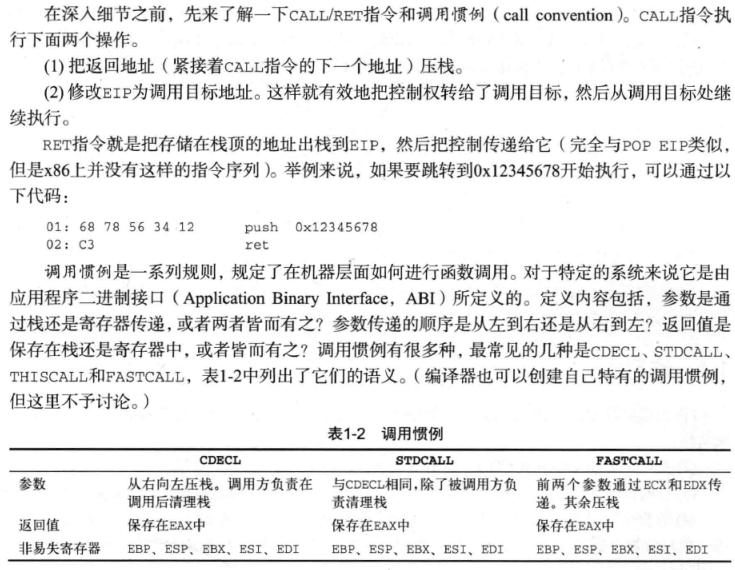 在深入细节之前，先来了解一下CALL/RET指令和调用惯例（call convention）。CALL指令执
行下面两个操作。
(1) 把返回地址（紧接着CALL指令的下一个地址）压栈。
(2) 修改EIP为调用目标地址。这样就有效地把控制权转给了调用目标，然后从调用目标处继
续执行。
RET指令就是把存储在栈顶的地址出栈到EIP，然后把控制传递给它（完全与POP EIP类似，
但是x86上并没有这样的指令序列）。举例来说，如果要跳转到0x12345678开始执行，可以通过以
下代码：
01: 68 78 56 34 12 push 0x12345678
02: C3 ret
调用惯例是一系列规则，规定了在机器层面如何进行函数调用。对于特定的系统来说它是由
应用程序二进制接口（Application Binary Interface，ABI）所定义的。定义内容包括，参数是通
过栈还是寄存器传递，或者两者皆而有之？参数传递的顺序是从左到右还是从右到左？返回值是
保存在栈还是寄存器中，或者皆而有之？调用惯例有很多种，最常见的几种是CDECL、STDCALL、
THISCALL和FASTCALL，表1-2中列出了它们的语义。（编译器也可以创建自己特有的调用惯例，
但这里不予讨论。）
表1-2 调用惯例
CDECL STDCALL FASTCALL
参数 从右向左压栈。调用方负责在 与CDECL相同，除了被调用方负 前两个参数通过ECX和EDX传
调用后清理栈 责清理栈 递。其余压栈
返回值 保存在EAX中 保存在EAX中 保存在EAX中
非易失寄存器 EBP、ESP、EBX、ESI、EDI EBP、ESP、EBX、ESI、EDI EBP、ESP、EBX、ESI、EDI